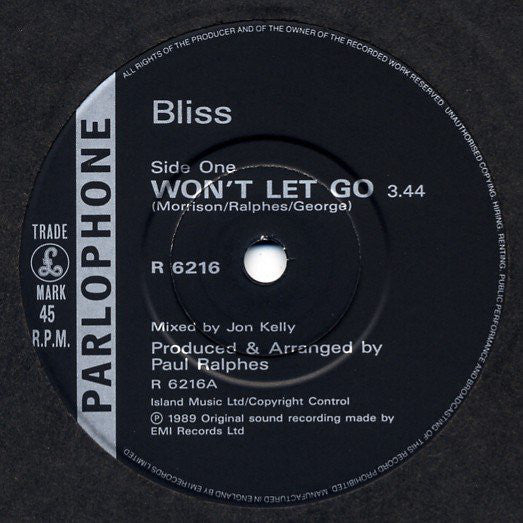 ALL RIGHTS OF THE PRODUCER AND OF THE OWNER OF THE RECORDED WORK RESERVED. UNAUTHORISED COPYING, HIRING, RENTING, PUBLIC PERFORMANCE AND BROADCASTING OF THIS RECORD PROHIBITED.
Bliss
Side One
WON'T LET GO 3.44
(Morrison/Ralphes/George)
PARLOPHONE
TRADE
£
MARK
45
R.P.M.
R 6216
Mixed by Jon Kelly
Produced & Arranged by
Paul Ralphes
R 6216A
Island Music Ltd/Copyright Control
Ⓟ 1989 Original sound recording made by
EMI Records Ltd
MANUFACTURED IN ENGLAND BY EMI RECORDS LIMITED